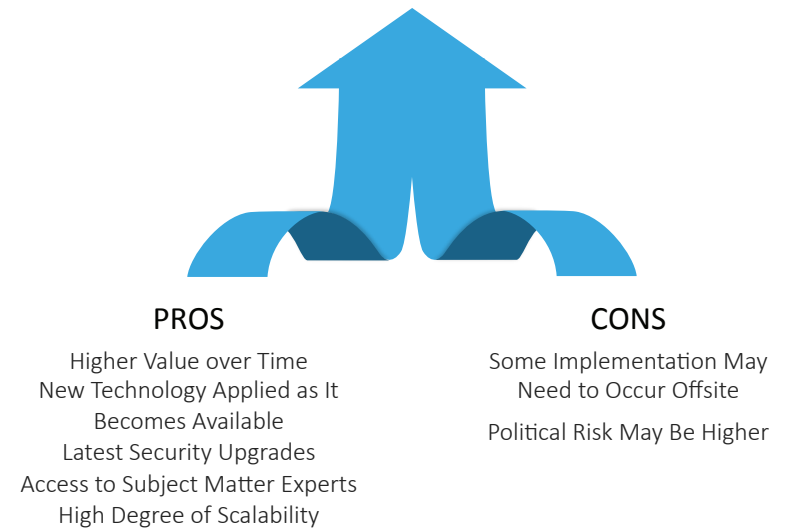 PROS
Higher Value over Time
New Technology Applied as It
Becomes Available
Latest Security Upgrades
Access to Subject Matter Experts
High Degree of Scalability
CONS
Some Implementation May
Need to Occur Offsite
Political Risk May Be Higher